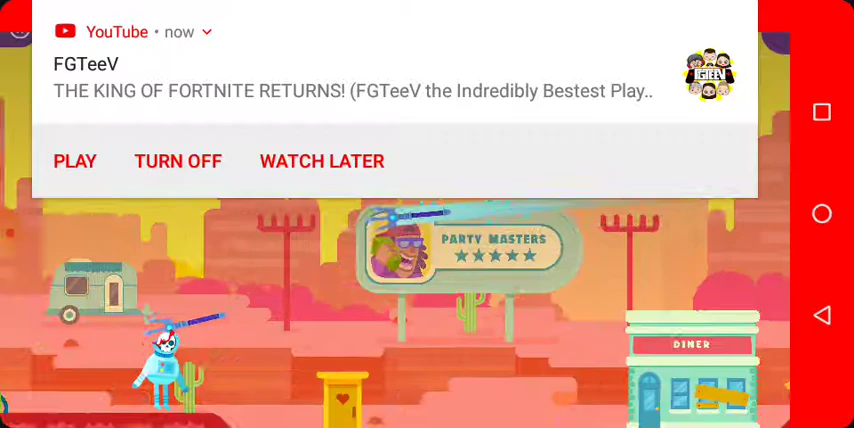 YouTube • now
FGTeeV
THE KING OF FORTNITE RETURNS! (FGTeeV the Indredibly Bestest Play..
FGTEEV
PLAY TURN OFF WATCH LATER
PARTY MASTERS
DINER